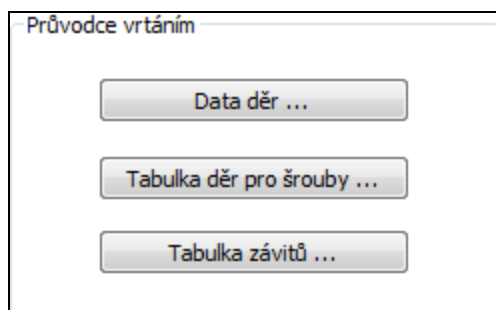 Průvodce vrtáním
Data děr ...
Tabulka děr pro šrouby ...
Tabulka závitů ...